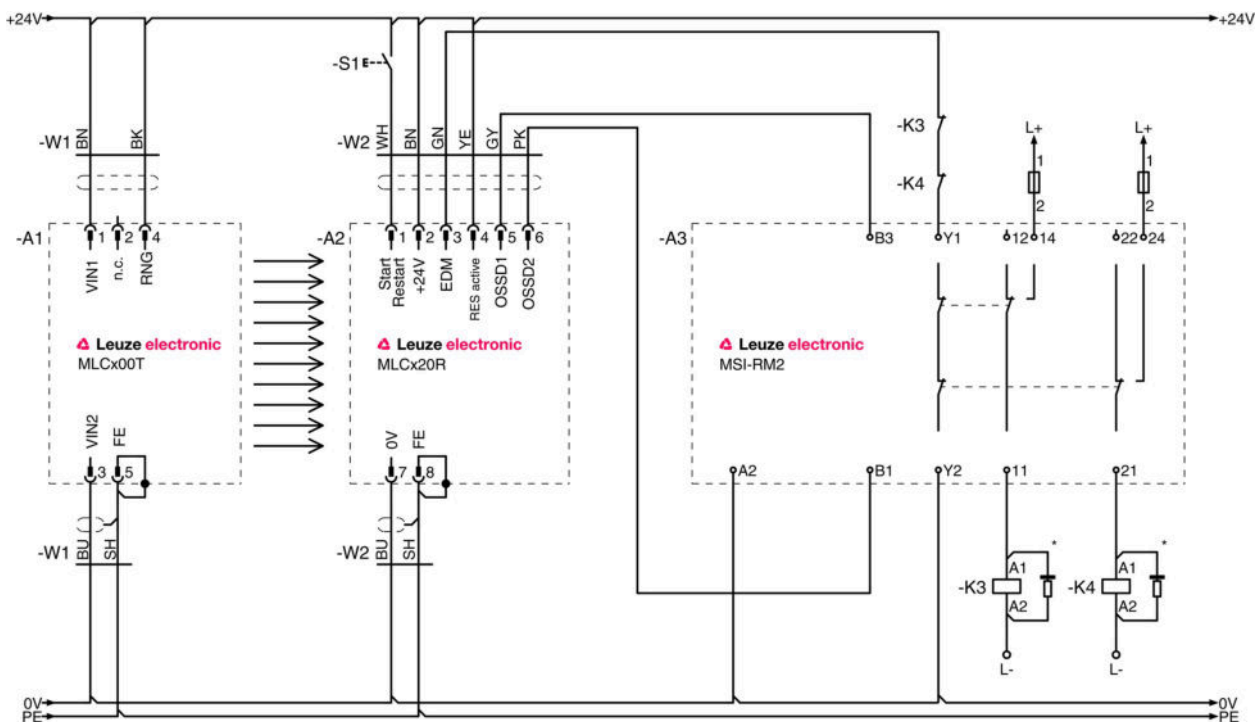 +24V
+24V
-S1
-W1
BN
BK
-W2
WH
BN
GN
YE
GY
PK
-K3
-K4
L+
1
2
L+
1
2
-A1
1
2
4
VIN1
n.c.
RNG
-A2
1
2
3
4
5
6
Start
Restart
+24V
EDM
RES active
OSSD1
OSSD2
-A3
B3
Y1
12
14
22
24
Leuze electronic
MLCx00T
Leuze electronic
MLCx20R
Leuze electronic
MSI-RM2
VIN2
FE
3
5
0V
FE
7
8
A2
B1
Y2
11
21
-W1
BU
SH
-W2
BU
SH
-K3
A1
A2
*
-K4
A1
A2
*
L-
L-
0V
0V
PE
PE